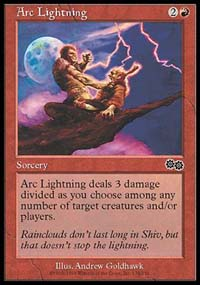 Arc Lightning 2
Sorcery
Arc Lightning deals 3 damage
divided as you choose among any
number of target creatures and/or
players.
Rainclouds don't last long in Shiv, but
that doesn't stop the lightning.
Illus. Andrew Goldhawk